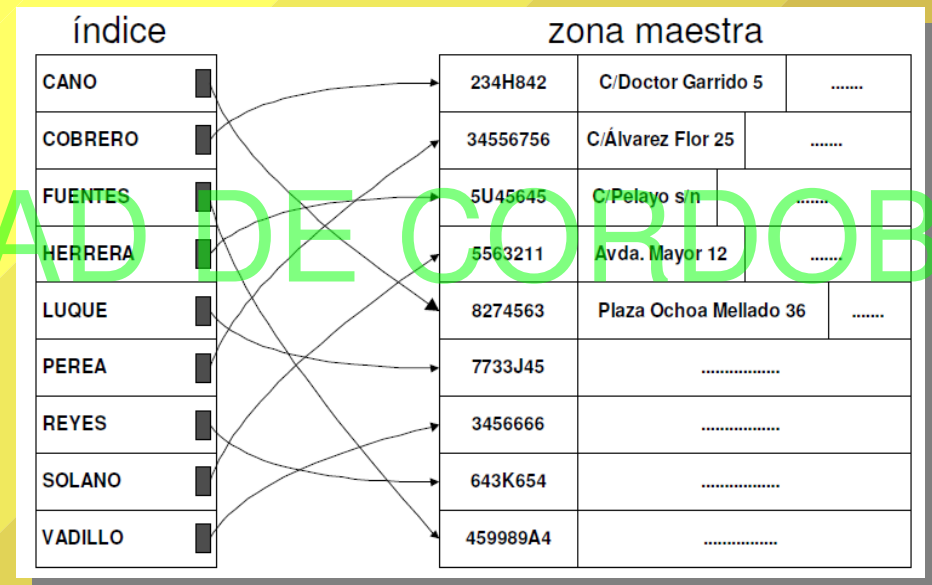 índice zona maestra
CANO 234H842 C/Doctor Garrido 5 .......
COBRERO 34556756 C/Álvarez Flor 25 .......
FUENTES 5U45645 C/Pelayo s/n .......
AD DE CORDOB
HERRERA 5563211 Avda. Mayor 12 .......
LUQUE 8274563 Plaza Ochoa Mellado 36 .......
PEREA 7733J45 .................
REYES 3456666 .................
SOLANO 643K654 .................
VADILLO 459989A4 ................